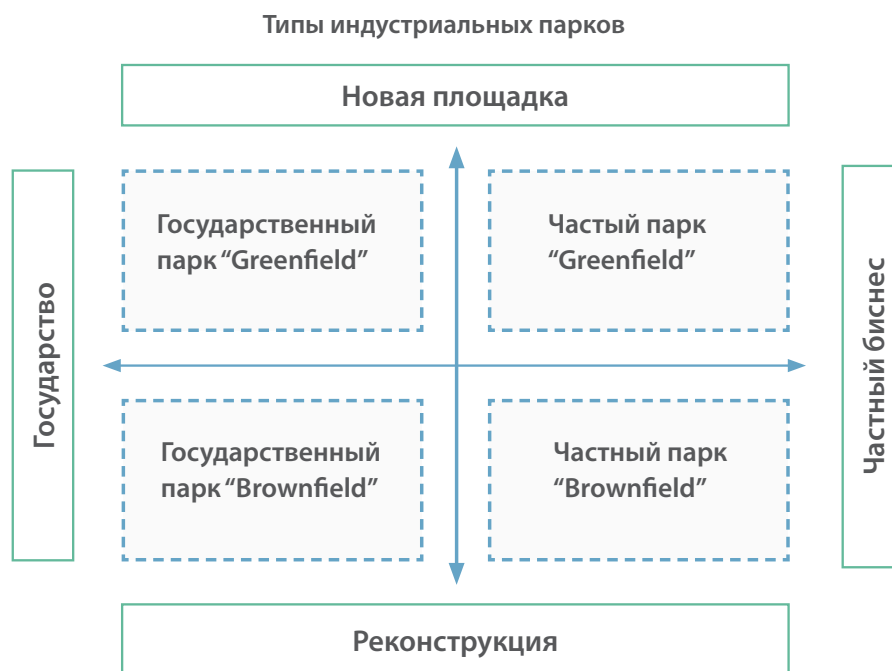 Типы индустриальных парков
Новая площадка
Государство
Государственный
парк “Greenfield”
Частый парк
“Greenfield”
Частный бизнес
Государственный
парк “Brownfield”
Частный парк
“Brownfield”
Реконструкция